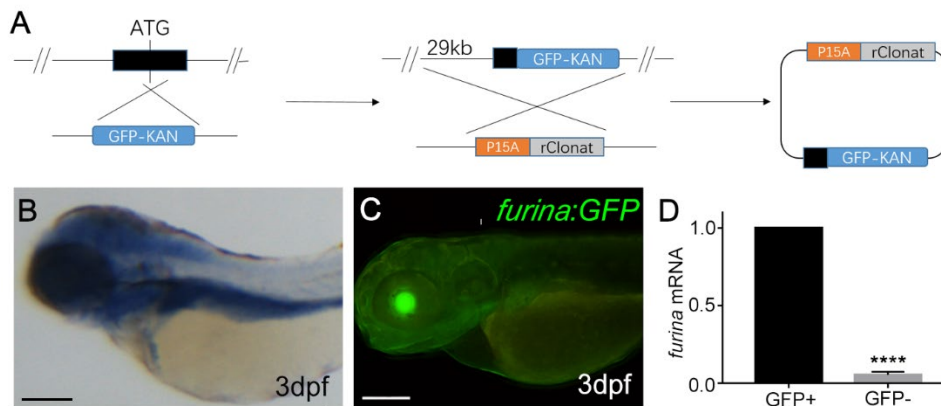 A
ATG
GFP-KAN
29kb
GFP-KAN
P15A rClonat
P15A rClonat
GFP-KAN
B
3dpf
C
furina:GFP
3dpf
D
furina mRNA
1.0
0.5
0.0
****
GFP+ GFP-